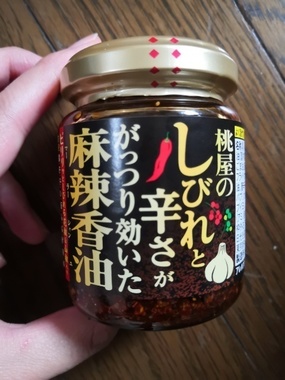 桃屋の
しびれと
辛さが
がっつり効いた
麻辣香油